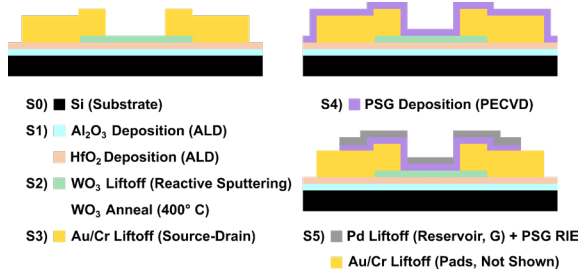 S0) Si (Substrate)
S1) Al₂O₃ Deposition (ALD)
HfO₂ Deposition (ALD)
S2) WO₃ Liftoff (Reactive Sputtering)
WO₃ Anneal (400° C)
S3) Au/Cr Liftoff (Source-Drain)
S4) PSG Deposition (PECVD)
S5) Pd Liftoff (Reservoir, G) + PSG RIE
Au/Cr Liftoff (Pads, Not Shown)